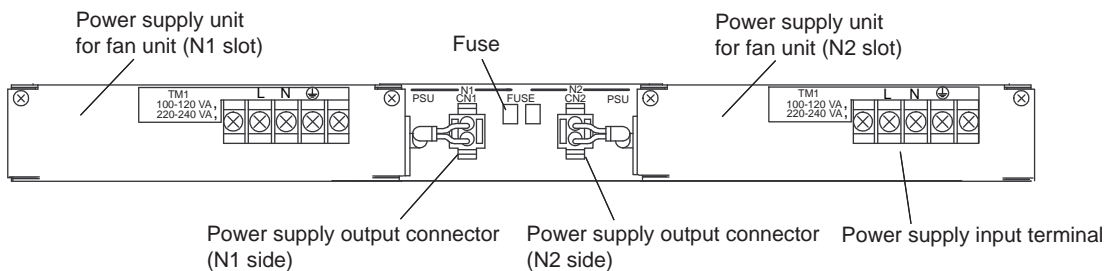 Power supply unit
for fan unit (N1 slot)
Fuse
Power supply unit
for fan unit (N2 slot)
TM1
100-120 VA,
220-240 VA,
L N
PSU
N1
CN1
FUSE
N2
CN2
PSU
TM1
100-120 VA,
220-240 VA,
L N
Power supply output connector
(N1 side)
Power supply output connector
(N2 side)
Power supply input terminal